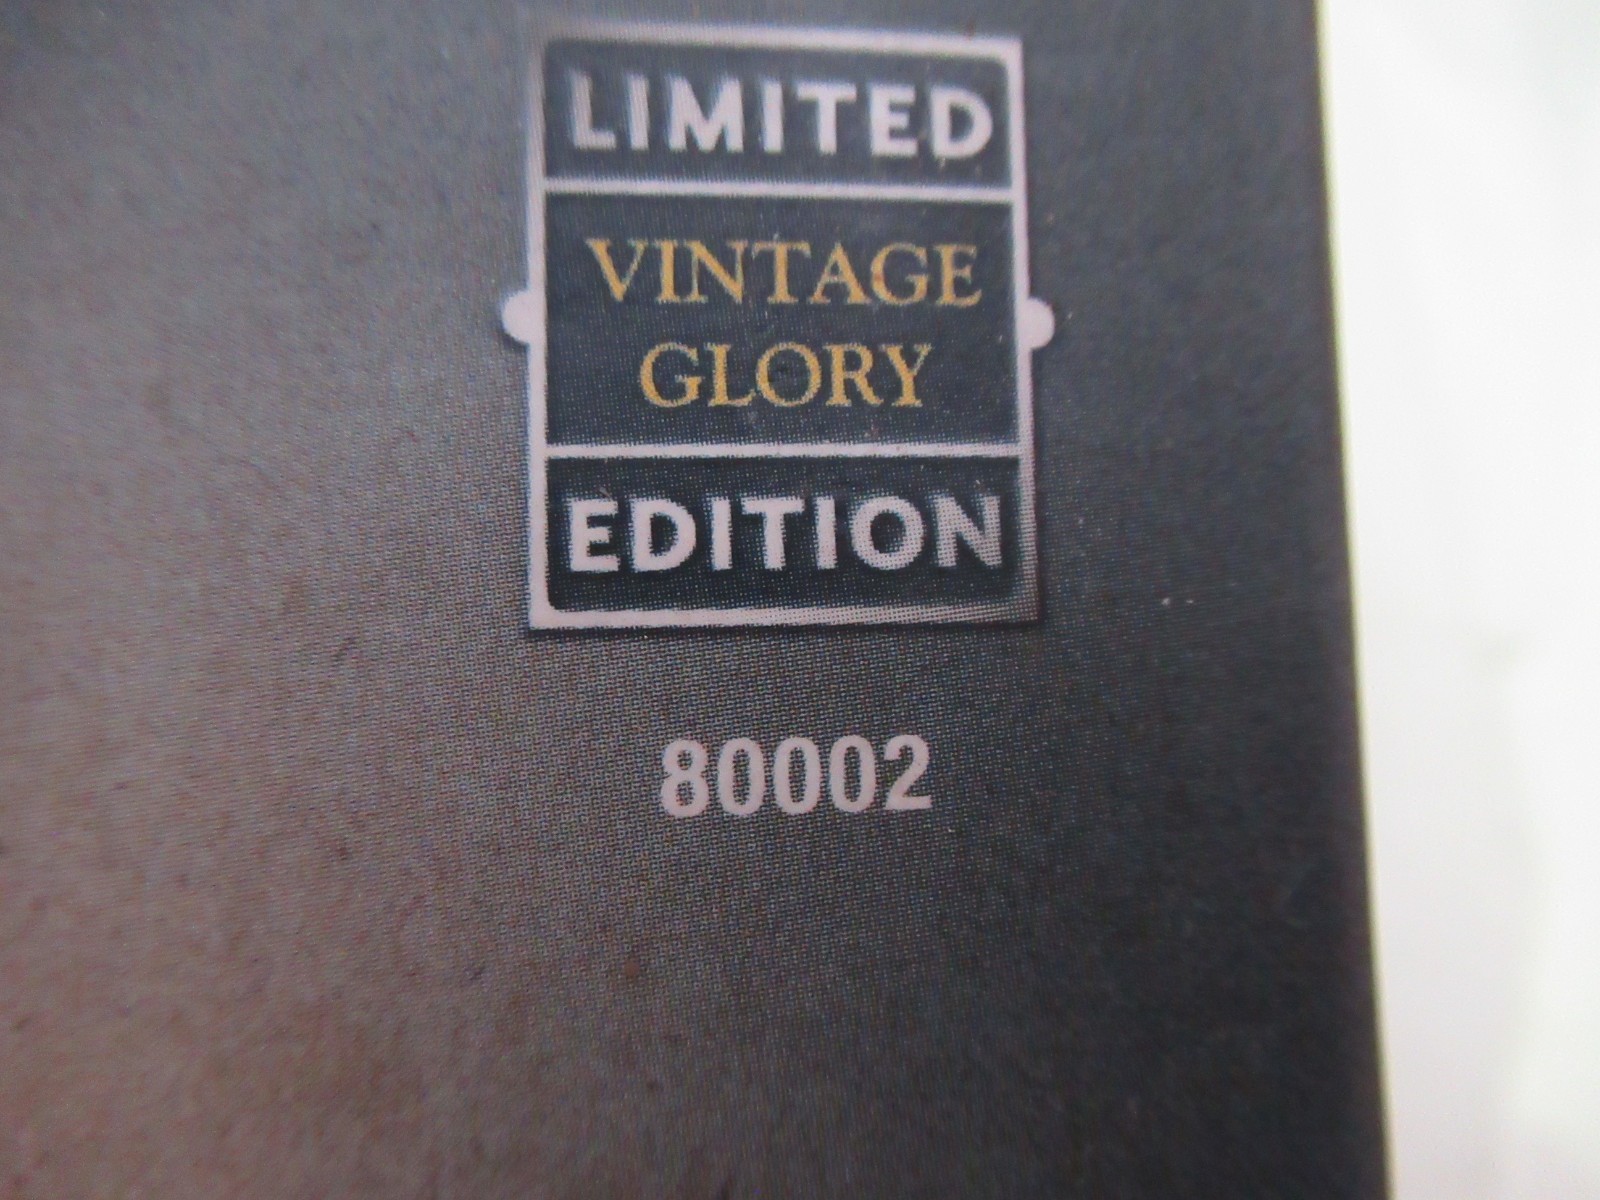 LIMITED
VINTAGE
GLORY
EDITION
80002